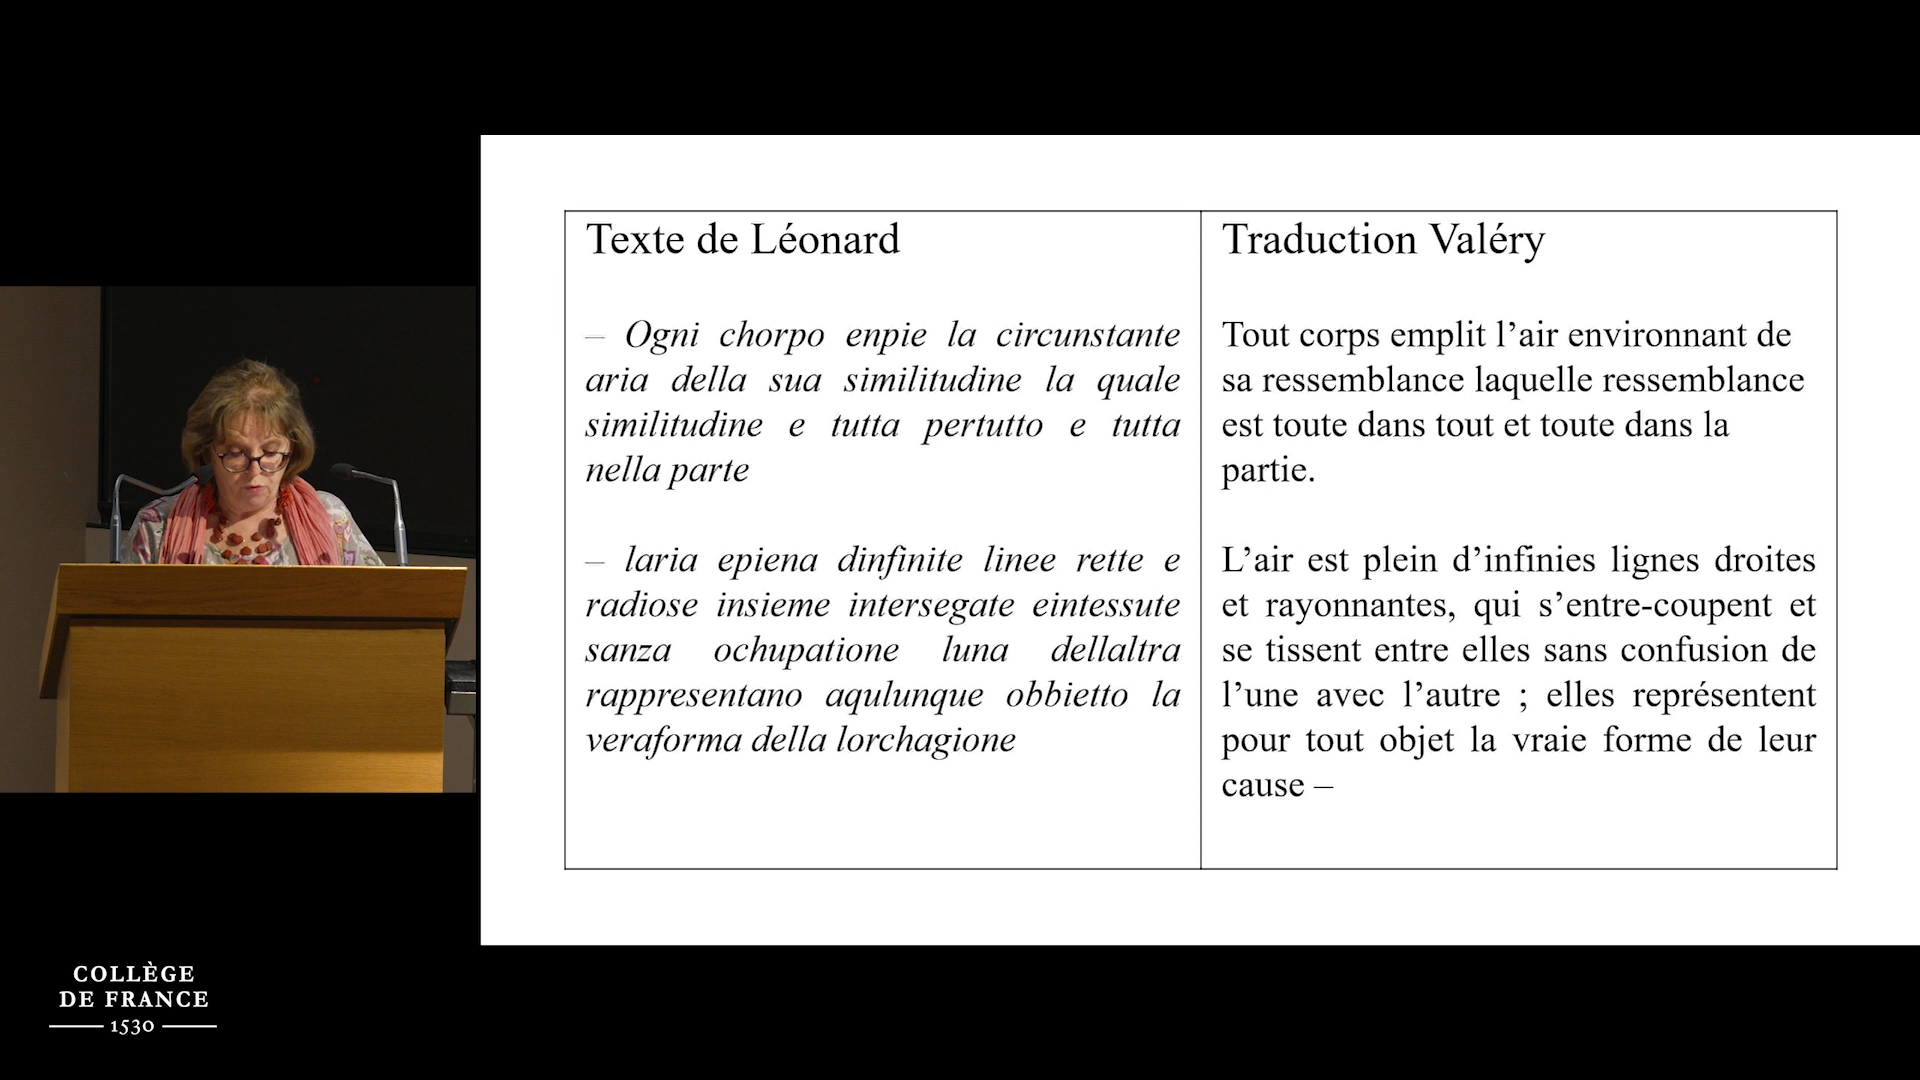 Texte de Léonard
– Ogni chorpo enpie la circunstante
aria della sua similitudine la quale
similitudine e tutta pertutto e tutta
nella parte
– laria epiena dinfinite linee rette e
radiose insieme intersegate eintessute
sanza ochupatione luna dellaltra
rappresentano aqulunque obbietto la
veraforma della lorchagione
Traduction Valéry
Tout corps emplit l’air environnant de
sa ressemblance laquelle ressemblance
est toute dans tout et toute dans la
partie.
L’air est plein d’infinies lignes droites
et rayonnantes, qui s’entre-coupent et
se tissent entre elles sans confusion de
l’une avec l’autre ; elles représentent
pour tout objet la vraie forme de leur
cause –
COLLÈGE
DE FRANCE
1530